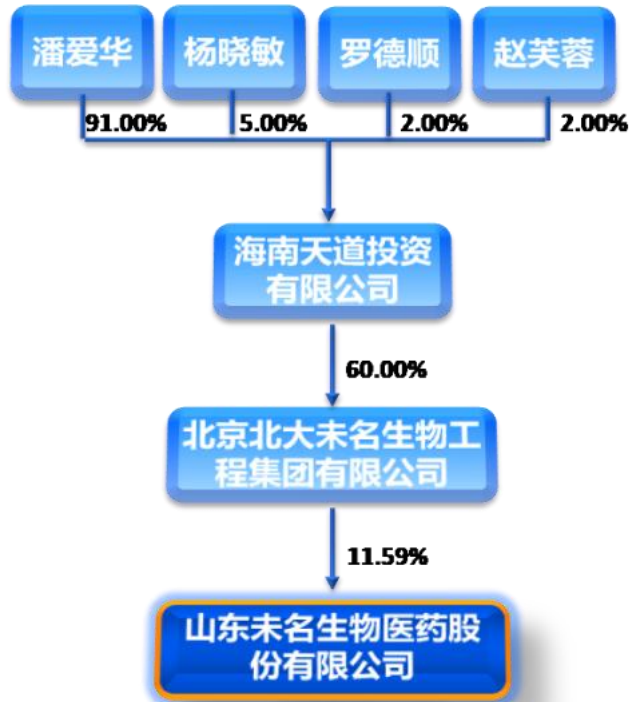 潘爱华
杨晓敏
罗德顺
赵芙蓉
91.00%
5.00%
2.00%
2.00%
海南天道投资
有限公司
60.00%
北京北大未名生物工
程集团有限公司
11.59%
山东未名生物医药股
份有限公司